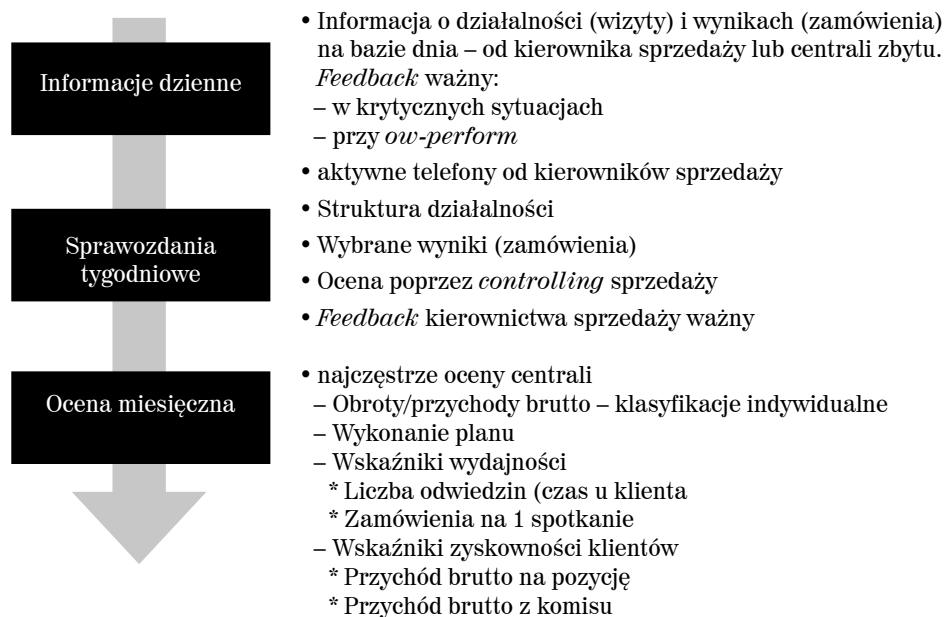 Informacje dzienne
• Informacja o działalności (wizyty) i wynikach (zamówienia)
na bazie dnia – od kierownika sprzedaży lub centrali zbytu.
Feedback ważny:
– w krytycznych sytuacjach
– przy ow-perform
• aktywne telefony od kierowników sprzedaży
Sprawozdania
tygodniowe
• Struktura działalności
• Wybrane wyniki (zamówienia)
• Ocena poprzez controlling sprzedaży
• Feedback kierownictwa sprzedaży ważny
Ocena miesięczna
• najczęstrze oceny centrali
– Obroty/przychody brutto – klasyfikacje indywidualne
– Wykonanie planu
– Wskaźniki wydajności
* Liczba odwiedzin (czas u klienta
* Zamówienia na 1 spotkanie
– Wskaźniki zyskowności klientów
* Przychód brutto na pozycję
* Przychód brutto z komisu